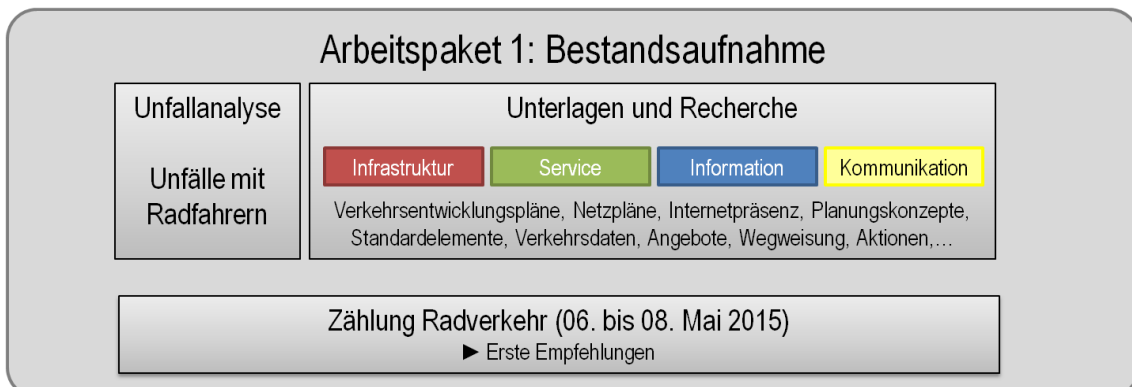 Arbeitspaket 1: Bestandsaufnahme
Unfallanalyse
Unfälle mit
Radfahrern
Unterlagen und Recherche
Infrastruktur
Service
Information
Kommunikation
Verkehrsentwicklungspläne, Netzpläne, Internetpräsenz, Planungskonzepte,
Standardelemente, Verkehrsdaten, Angebote, Wegweisung, Aktionen,…
Zählung Radverkehr (06. bis 08. Mai 2015)
► Erste Empfehlungen